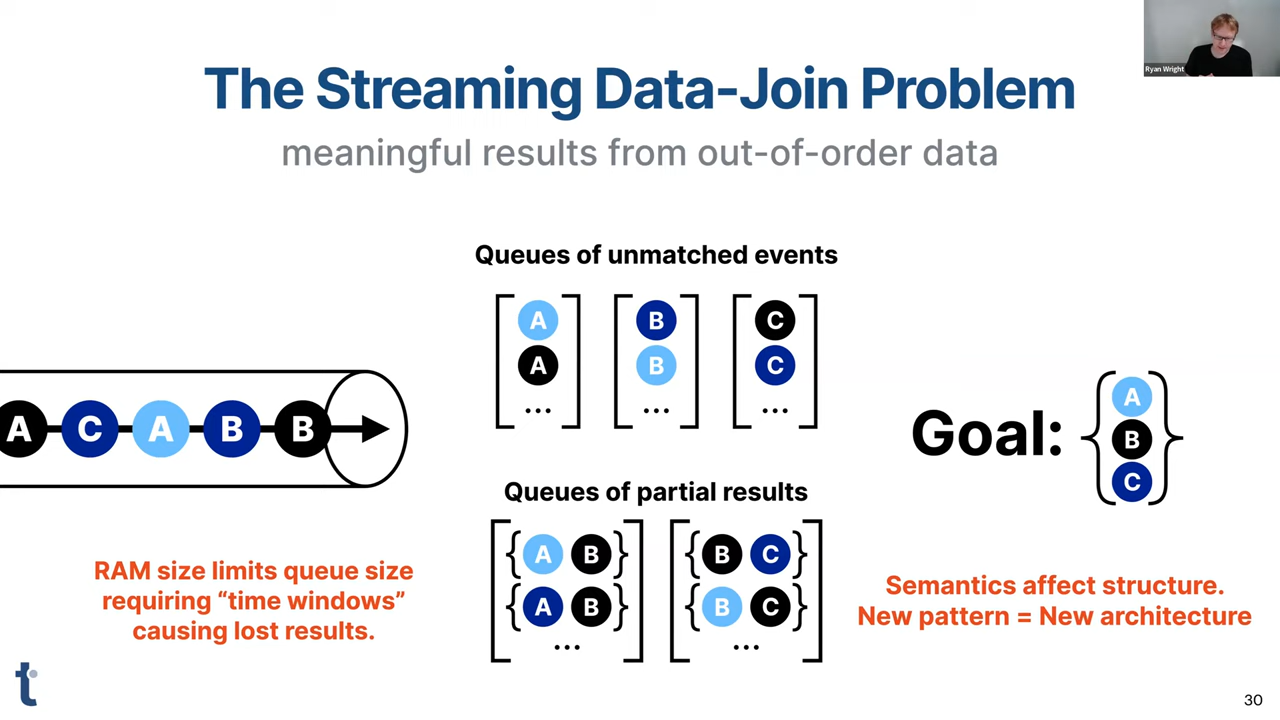 Ryan Wright
The Streaming Data-Join Problem
meaningful results from out-of-order data
Queues of unmatched events
A B C
A B C
... ... ...
A C A B B
Goal:
A
B
C
Queues of partial results
{A B} {B C}
{A B} {B C}
... ...
RAM size limits queue size
requiring “time windows”
causing lost results.
Semantics affect structure.
New pattern = New architecture
t
30